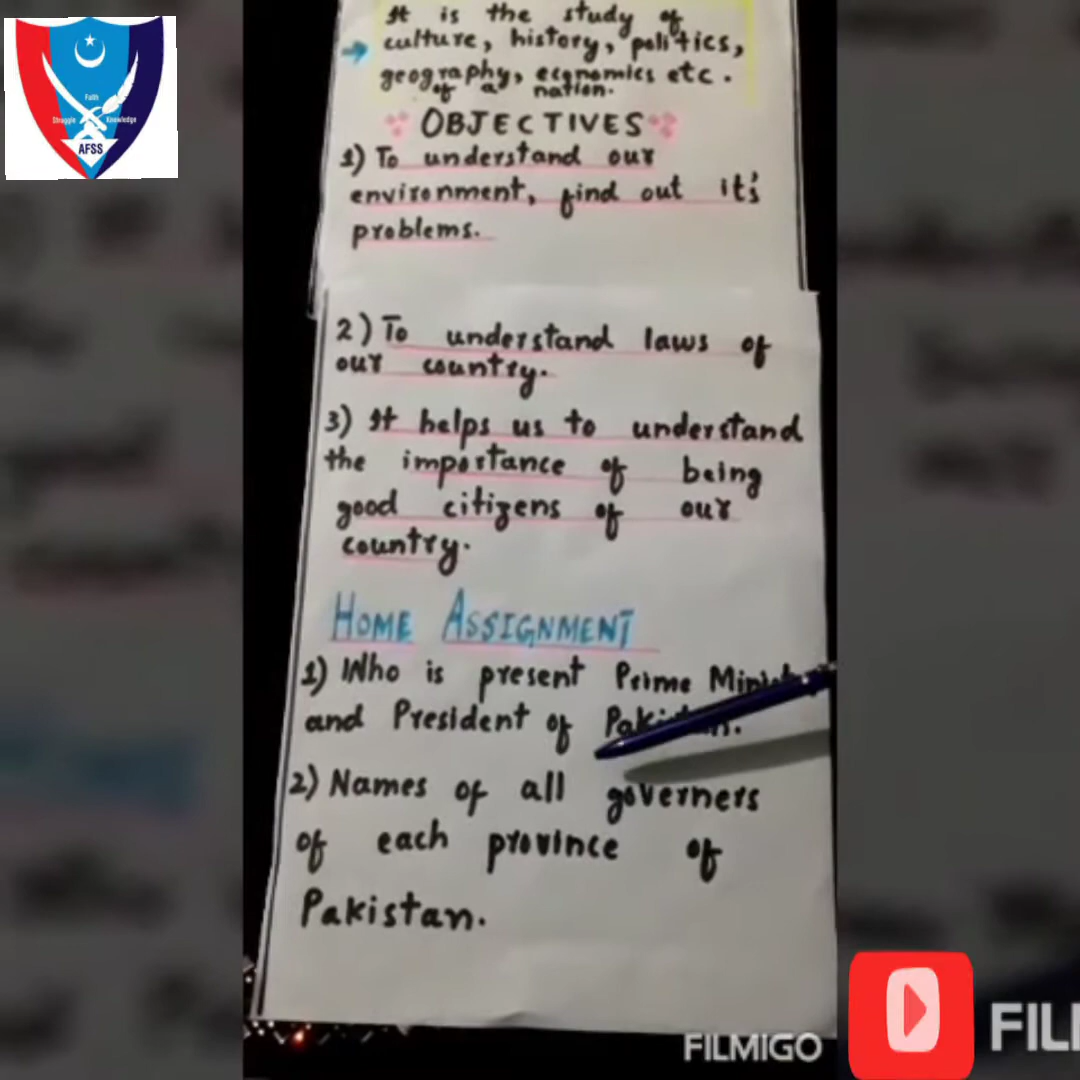 It is the study of
culture, history, politics,
geography, economics etc.
of a nation.
OBJECTIVES
1) To understand our
environment, find out it's
problems.
2) To understand laws of
our country.
3) It helps us to understand
the importance of being
good citizens of our
country.
HOME ASSIGNMENT
1) Who is present Prime Minister
and President of Pakistan.
2) Names of all governers
of each province of
Pakistan.
Faith
Struggle Knowledge
AFSS
FILMIGO
FILM